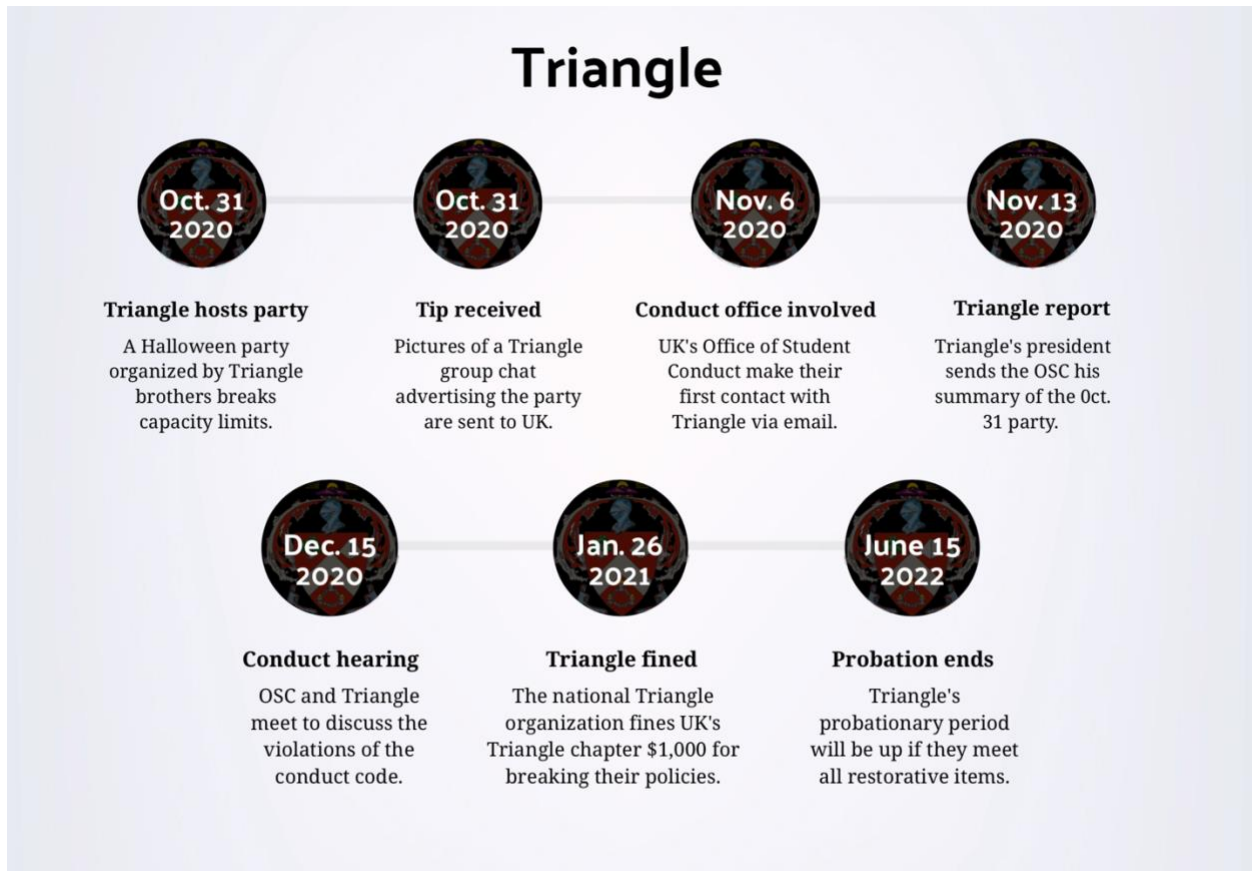 Triangle
Oct. 31
2020
Oct. 31
2020
Nov. 6
2020
Nov. 13
2020
Triangle hosts party
A Halloween party
organized by Triangle
brothers breaks
capacity limits.
Tip received
Pictures of a Triangle
group chat
advertising the party
are sent to UK.
Conduct office involved
UK's Office of Student
Conduct make their
first contact with
Triangle via email.
Triangle report
Triangle's president
sends the OSC his
summary of the 0ct.
31 party.
Dec. 15
2020
Jan. 26
2021
June 15
2022
Conduct hearing
OSC and Triangle
meet to discuss the
violations of the
conduct code.
Triangle fined
The national Triangle
organization fines UK's
Triangle chapter $1,000 for
breaking their policies.
Probation ends
Triangle's
probationary period
will be up if they meet
all restorative items.